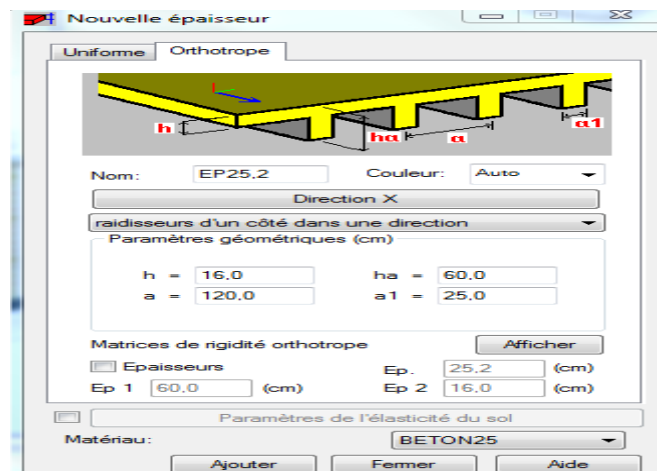 Nouvelle épaisseur
Uniforme Orthotrope
h ha a a1
Nom: EP25,2 Couleur: Auto
Direction X
raidisseurs d'un côté dans une direction
Paramètres géométriques (cm)
h = 16,0 ha = 60,0
a = 120,0 a1 = 25,0
Matrices de rigidité orthotrope Afficher
Epaisseurs Ep. 25,2 (cm)
Ep 1 60,0 (cm) Ep 2 16,0 (cm)
Paramètres de l'élasticité du sol
Matériau: BETON25
Ajouter Fermer Aide